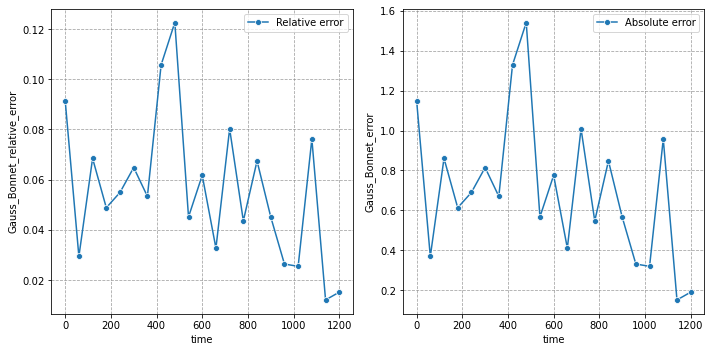 Relative error
0.12
0.10
0.08
0.06
0.04
0.02
Gauss_Bonnet_relative_error
0 200 400 600 800 1000 1200
time
Absolute error
1.6
1.4
1.2
1.0
0.8
0.6
0.4
0.2
Gauss_Bonnet_error
0 200 400 600 800 1000 1200
time